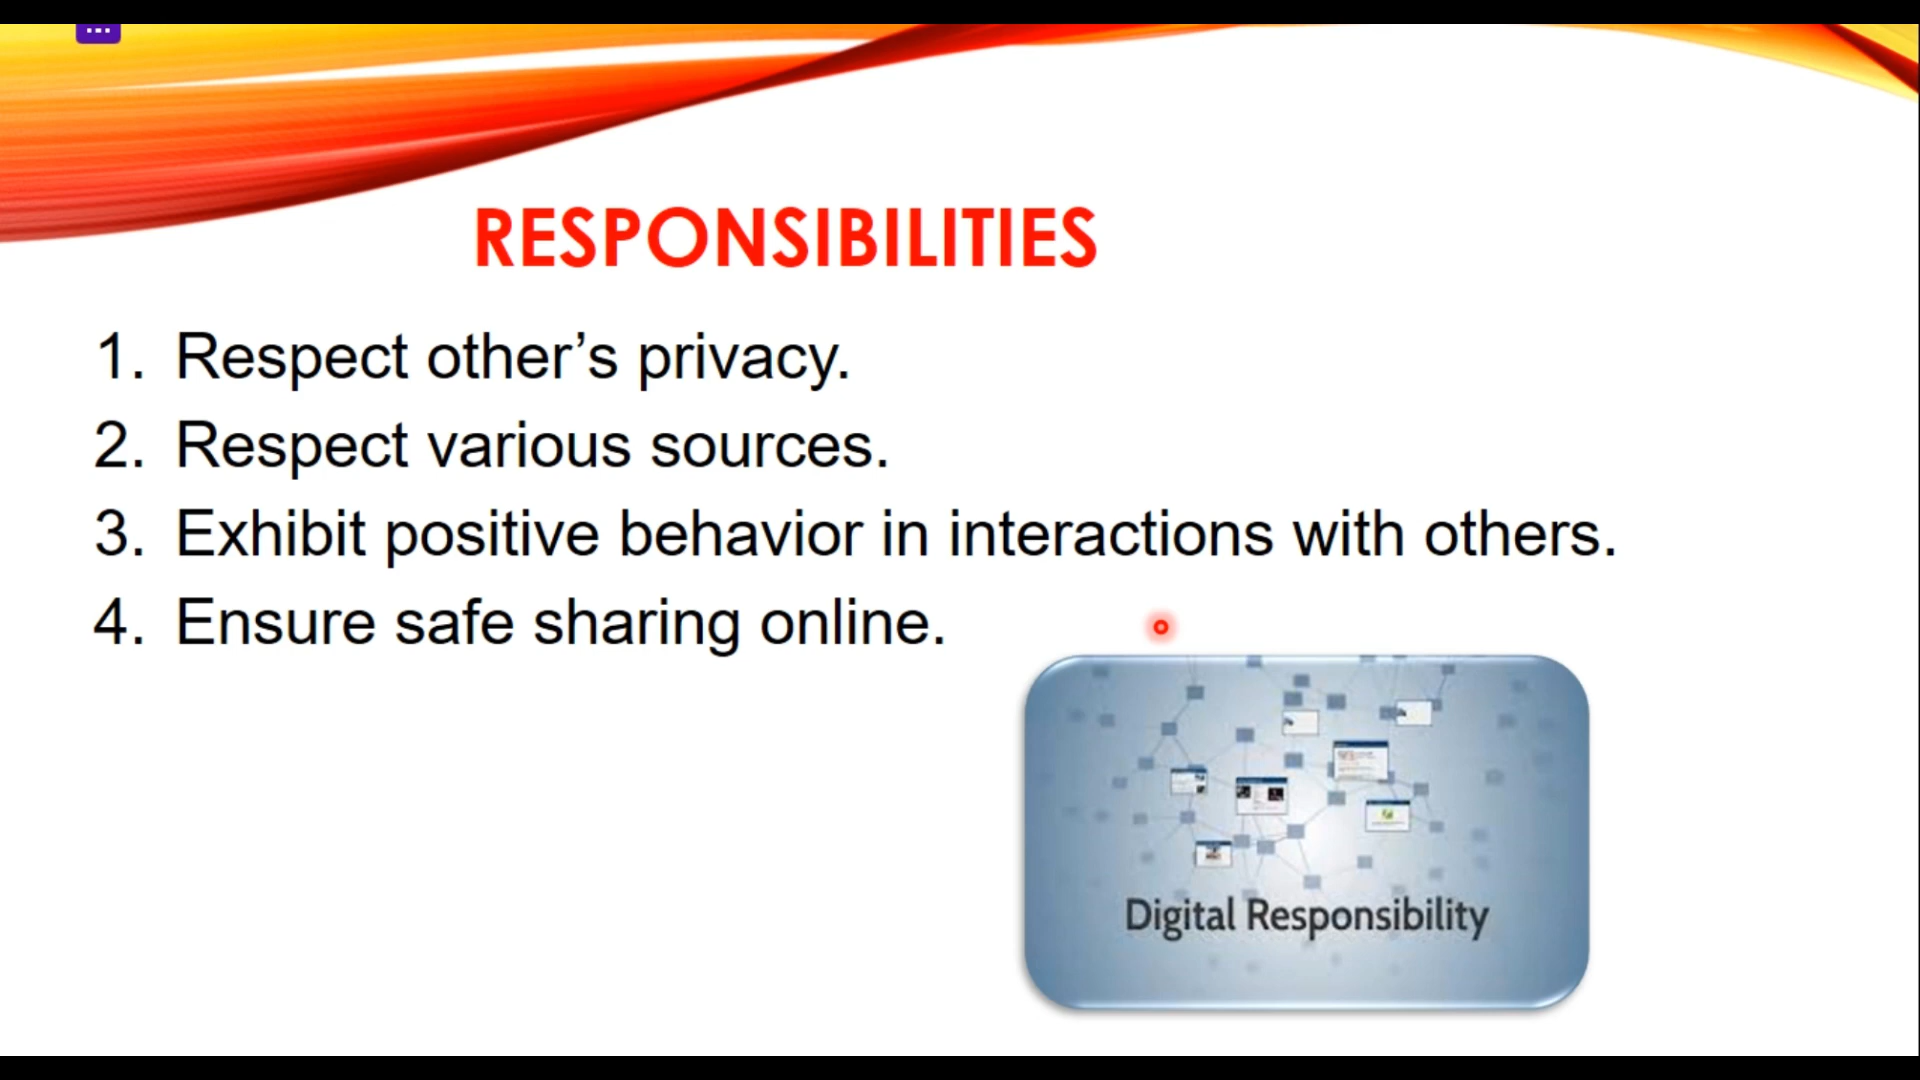 RESPONSIBILITIES
1. Respect other’s privacy.
2. Respect various sources.
3. Exhibit positive behavior in interactions with others.
4. Ensure safe sharing online.
Digital Responsibility